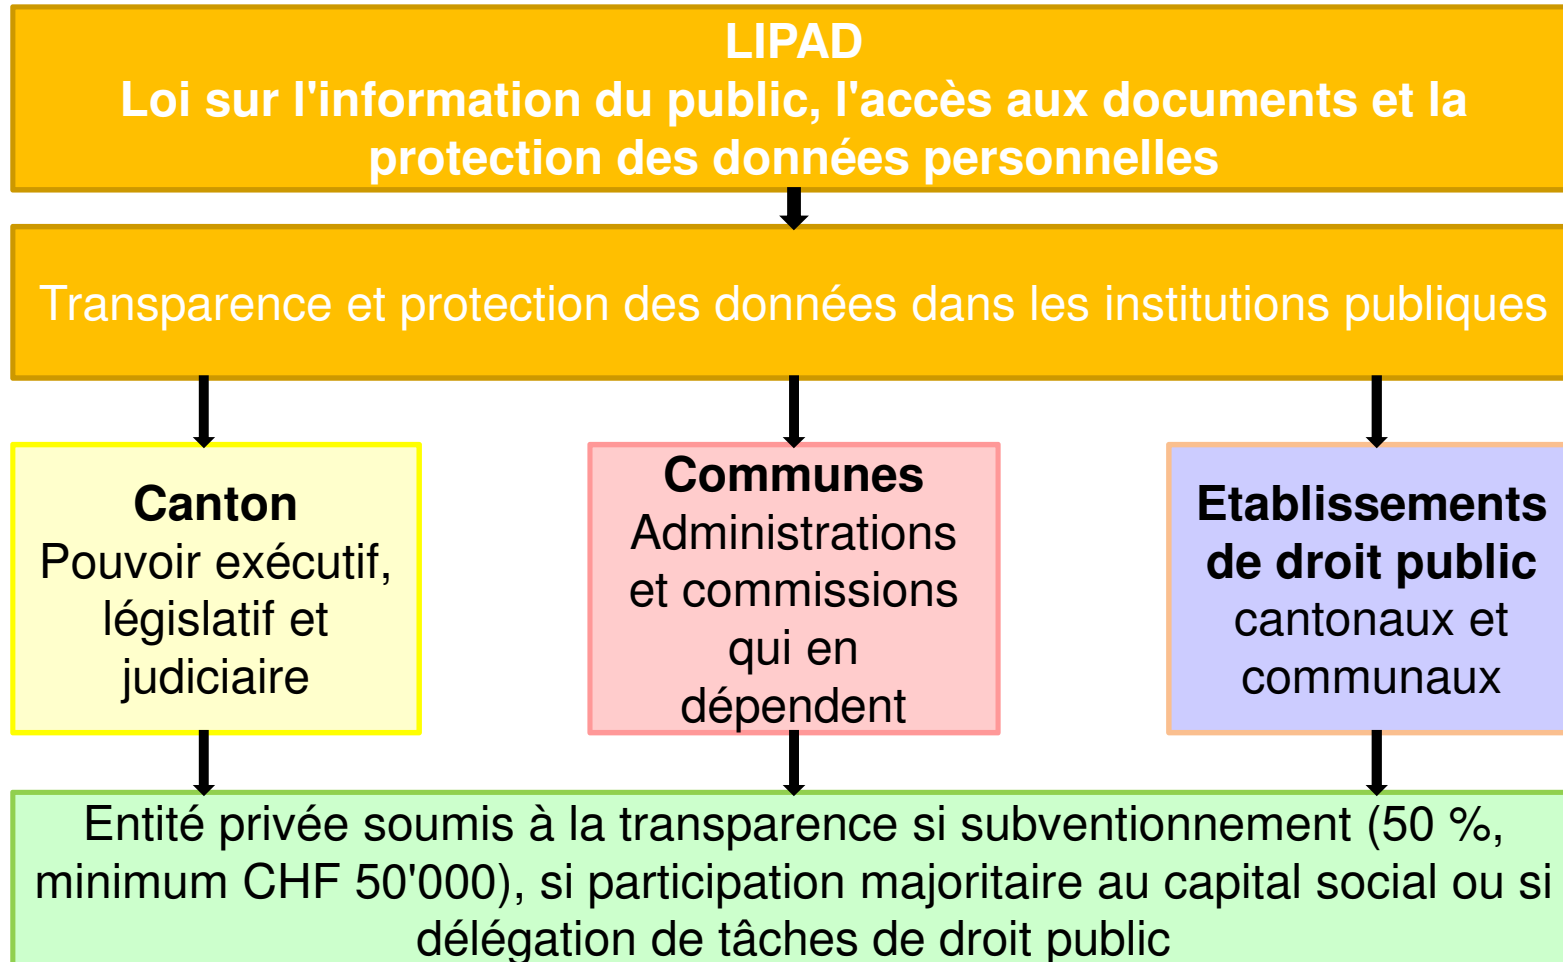 LIPAD
Loi sur l'information du public, l'accès aux documents et la
protection des données personnelles
Transparence et protection des données dans les institutions publiques
Canton
Pouvoir exécutif,
législatif et
judiciaire
Communes
Administrations
et commissions
qui en
dépendent
Etablissements
de droit public
cantonaux et
communaux
Entité privée soumis à la transparence si subventionnement (50 %,
minimum CHF 50'000), si participation majoritaire au capital social ou si
délégation de tâches de droit public